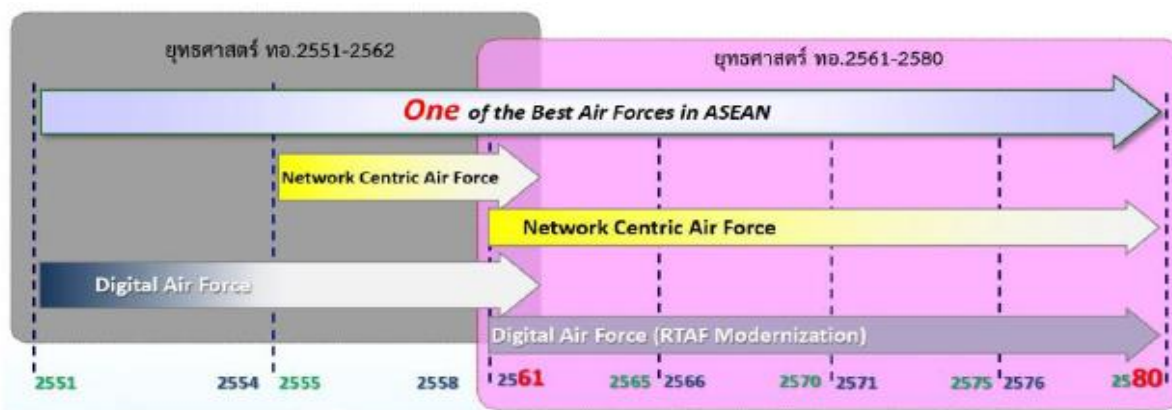 ยุทธศาสตร์ ทอ.2551-2562
ยุทธศาสตร์ ทอ.2561-2580
One of the Best Air Forces in ASEAN
Network Centric Air Force
Network Centric Air Force
Digital Air Force
Digital Air Force (RTAF Modernization)
2551 2554 2555 2558 2561 2565 2566 2570 2571 2575 2576 2580